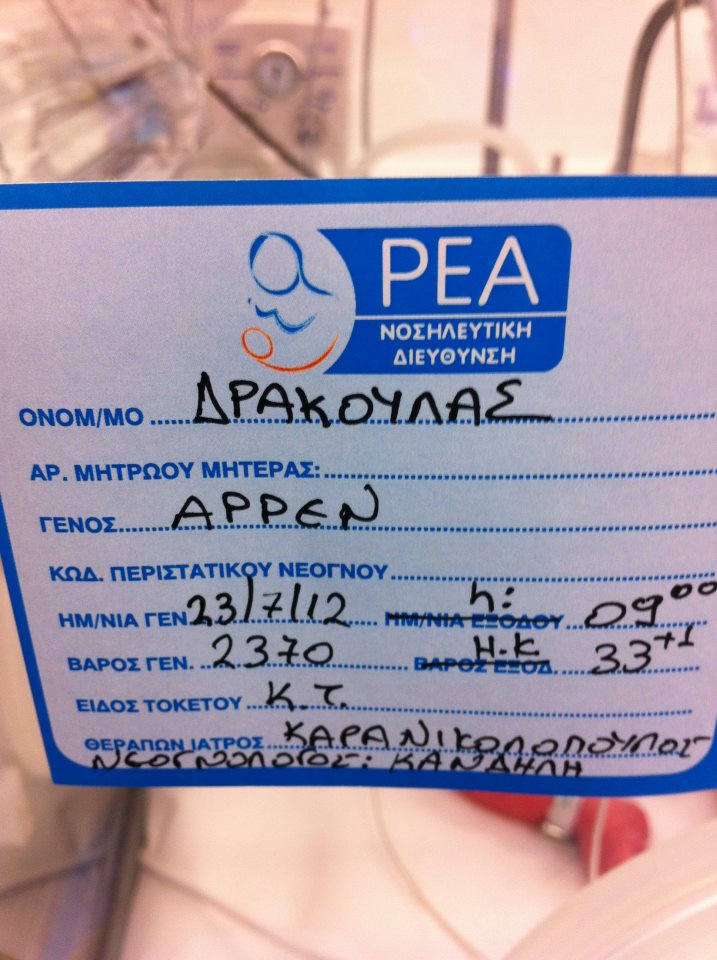 ΡΕΑ
ΝΟΣΗΛΕΥΤΙΚΗ
ΔΙΕΥΘΥΝΣΗ
ΟΝΟΜ/ΜΟ ΔΡΑΚΟΥΛΑΣ
ΑΡ. ΜΗΤΡΩΟΥ ΜΗΤΕΡΑΣ:
ΓΕΝΟΣ ΑΡΡΕΝ
ΚΩΔ. ΠΕΡΙΣΤΑΤΙΚΟΥ ΝΕΟΓΝΟΥ
ΗΜ/ΝΙΑ ΓΕΝ 23/7/12 ΗΜ/ΝΙΑ ΕΞΟΔΟΥ h: 09⁰⁰
ΒΑΡΟΣ ΓΕΝ. 2370 ΒΑΡΟΣ ΕΞΟΔ. Η.Κ 33⁺¹
ΕΙΔΟΣ ΤΟΚΕΤΟΥ Κ.Τ.
ΘΕΡΑΠΩΝ ΙΑΤΡΟΣ ΚΑΡΑΝΙΚΟΛΟΠΟΥΛΟΣ
ΝΕΟΓΝΟΛΟΓΟΣ: ΚΑΝΔΗΛΗ